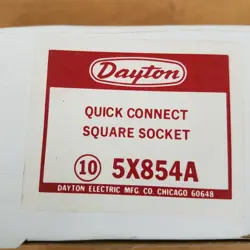 Dayton
QUICK CONNECT
SQUARE SOCKET
10 5X854A
DAYTON ELECTRIC MFG. CO. CHICAGO 60648